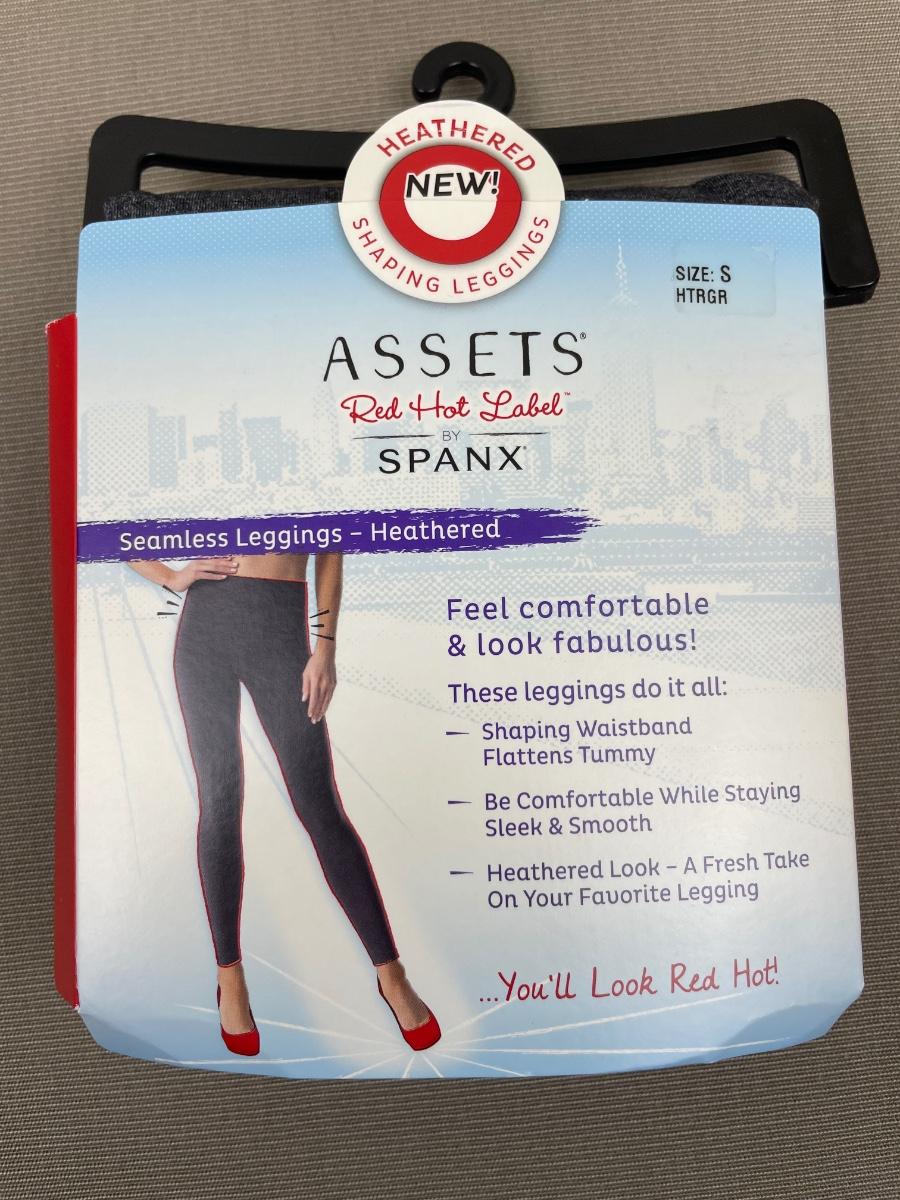 HEATHERED
NEW!
SHAPING LEGGINGS
SIZE: S
HTRGR
ASSETS®
Red Hot Label™
BY
SPANX®
Seamless Leggings – Heathered
Feel comfortable
& look fabulous!
These leggings do it all:
– Shaping Waistband
Flattens Tummy
– Be Comfortable While Staying
Sleek & Smooth
– Heathered Look – A Fresh Take
On Your Favorite Legging
...You'll Look Red Hot!